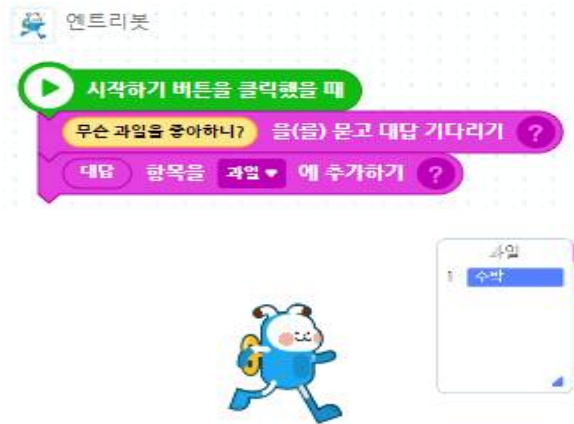 엔트리봇
시작하기 버튼을 클릭했을 때
무슨 과일을 좋아하니? 을(를) 묻고 대답 기다리기 ?
대답 항목을 과일 ▼ 에 추가하기 ?
과일
1 수박